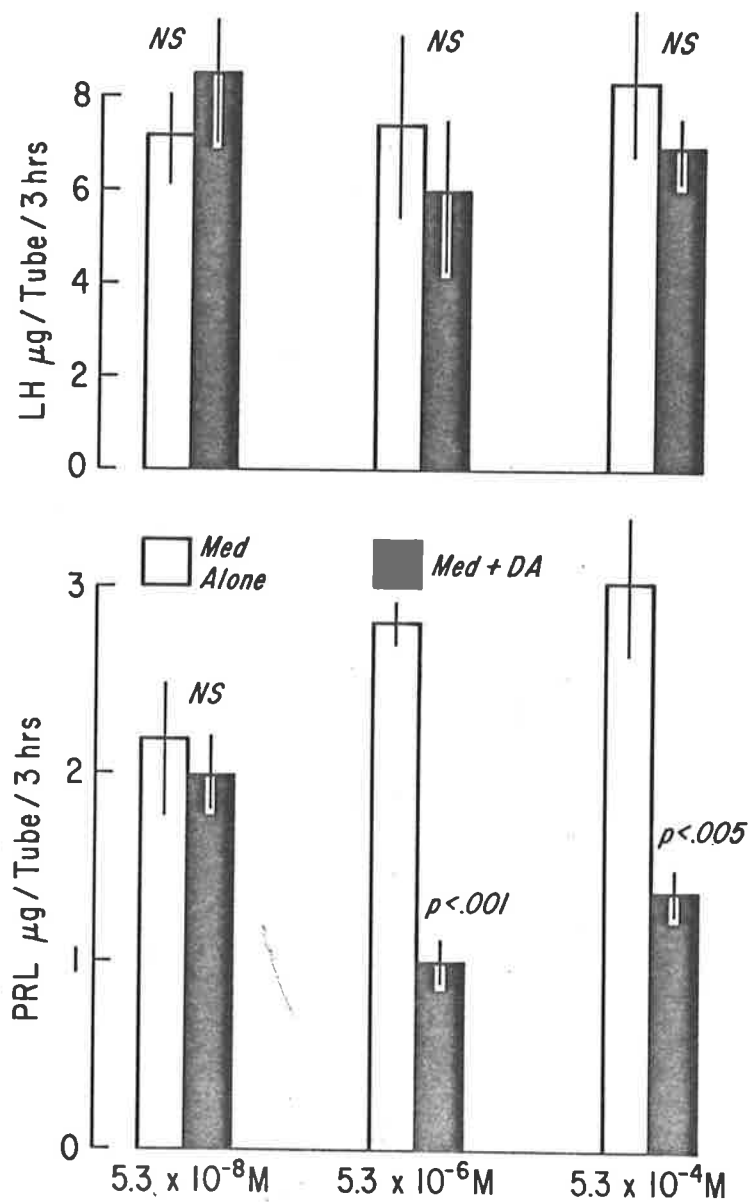 NS
NS
NS
8
6
4
2
0
LH µg/Tube/3hrs
Med
Alone
Med + DA
3
2
1
0
PRL µg/Tube/3 hrs
NS
p<.001
p<.005
5.3 x 10⁻⁸M
5.3 x 10⁻⁶M
5.3 x 10⁻⁴M